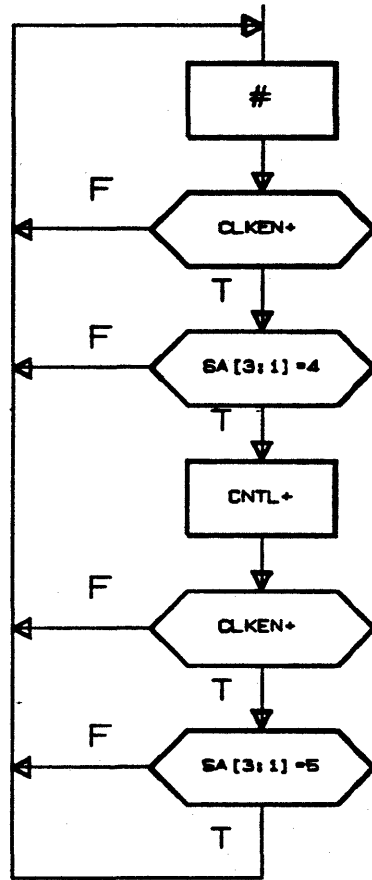 #
F
CLKEN+
T
F
SA[3:1]=4
T
CNTL+
F
CLKEN+
T
F
SA[3:1]=5
T